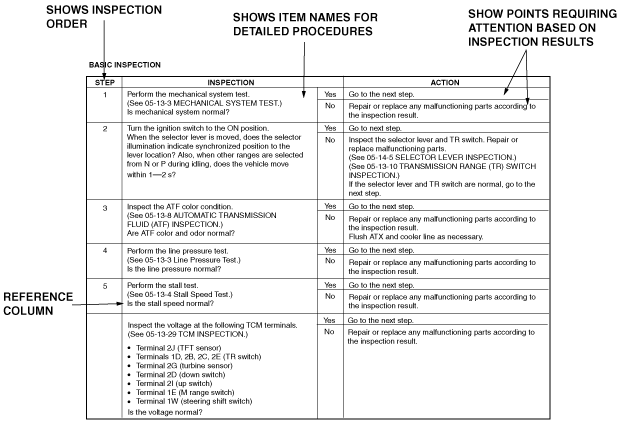 SHOWS INSPECTION
ORDER
SHOWS ITEM NAMES FOR
DETAILED PROCEDURES
SHOW POINTS REQUIRING
ATTENTION BASED ON
INSPECTION RESULTS
BASIC INSPECTION
STEP INSPECTION ACTION
1 Perform the mechanical system test.
(See 05-13-3 MECHANICAL SYSTEM TEST.)
Is mechanical system normal?
Yes Go to the next step.
No Repair or replace any malfunctioning parts according to
the inspection result.
2 Turn the ignition switch to the ON position.
When the selector lever is moved, does the selector
illumination indicate synchronized position to the
lever location? Also, when other ranges are selected
from N or P during idling, does the vehicle move
within 1—2 s?
Yes Go to next step.
No Inspect the selector lever and TR switch. Repair or
replace malfunctioning parts.
(See 05-14-5 SELECTOR LEVER INSPECTION.)
(See 05-13-10 TRANSMISSION RANGE (TR) SWITCH
INSPECTION.)
If the selector lever and TR switch are normal, go to the
next step.
3 Inspect the ATF color condition.
(See 05-13-8 AUTOMATIC TRANSMISSION
FLUID (ATF) INSPECTION.)
Are ATF color and odor normal?
Yes Go to the next step.
No Repair or replace any malfunctioning parts according to
the inspection result.
Flush ATX and cooler line as necessary.
4 Perform the line pressure test.
(See 05-13-3 Line Pressure Test.)
Is the line pressure normal?
Yes Go to the next step.
No Repair or replace any malfunctioning parts according to
the inspection result.
5 Perform the stall test.
(See 05-13-4 Stall Speed Test.)
Is the stall speed normal?
Yes Go to the next step.
No Repair or replace any malfunctioning parts according to
the inspection result.
REFERENCE
COLUMN
Inspect the voltage at the following TCM terminals.
(See 05-13-29 TCM INSPECTION.)
• Terminal 2J (TFT sensor)
• Terminals 1D, 2B, 2C, 2E (TR switch)
• Terminal 2G (turbine sensor)
• Terminal 2D (down switch)
• Terminal 2I (up switch)
• Terminal 1E (M range switch)
• Terminal 1W (steering shift switch)
Is the voltage normal?
Yes Go to the next step.
No Repair or replace any malfunctioning parts according to
the inspection result.